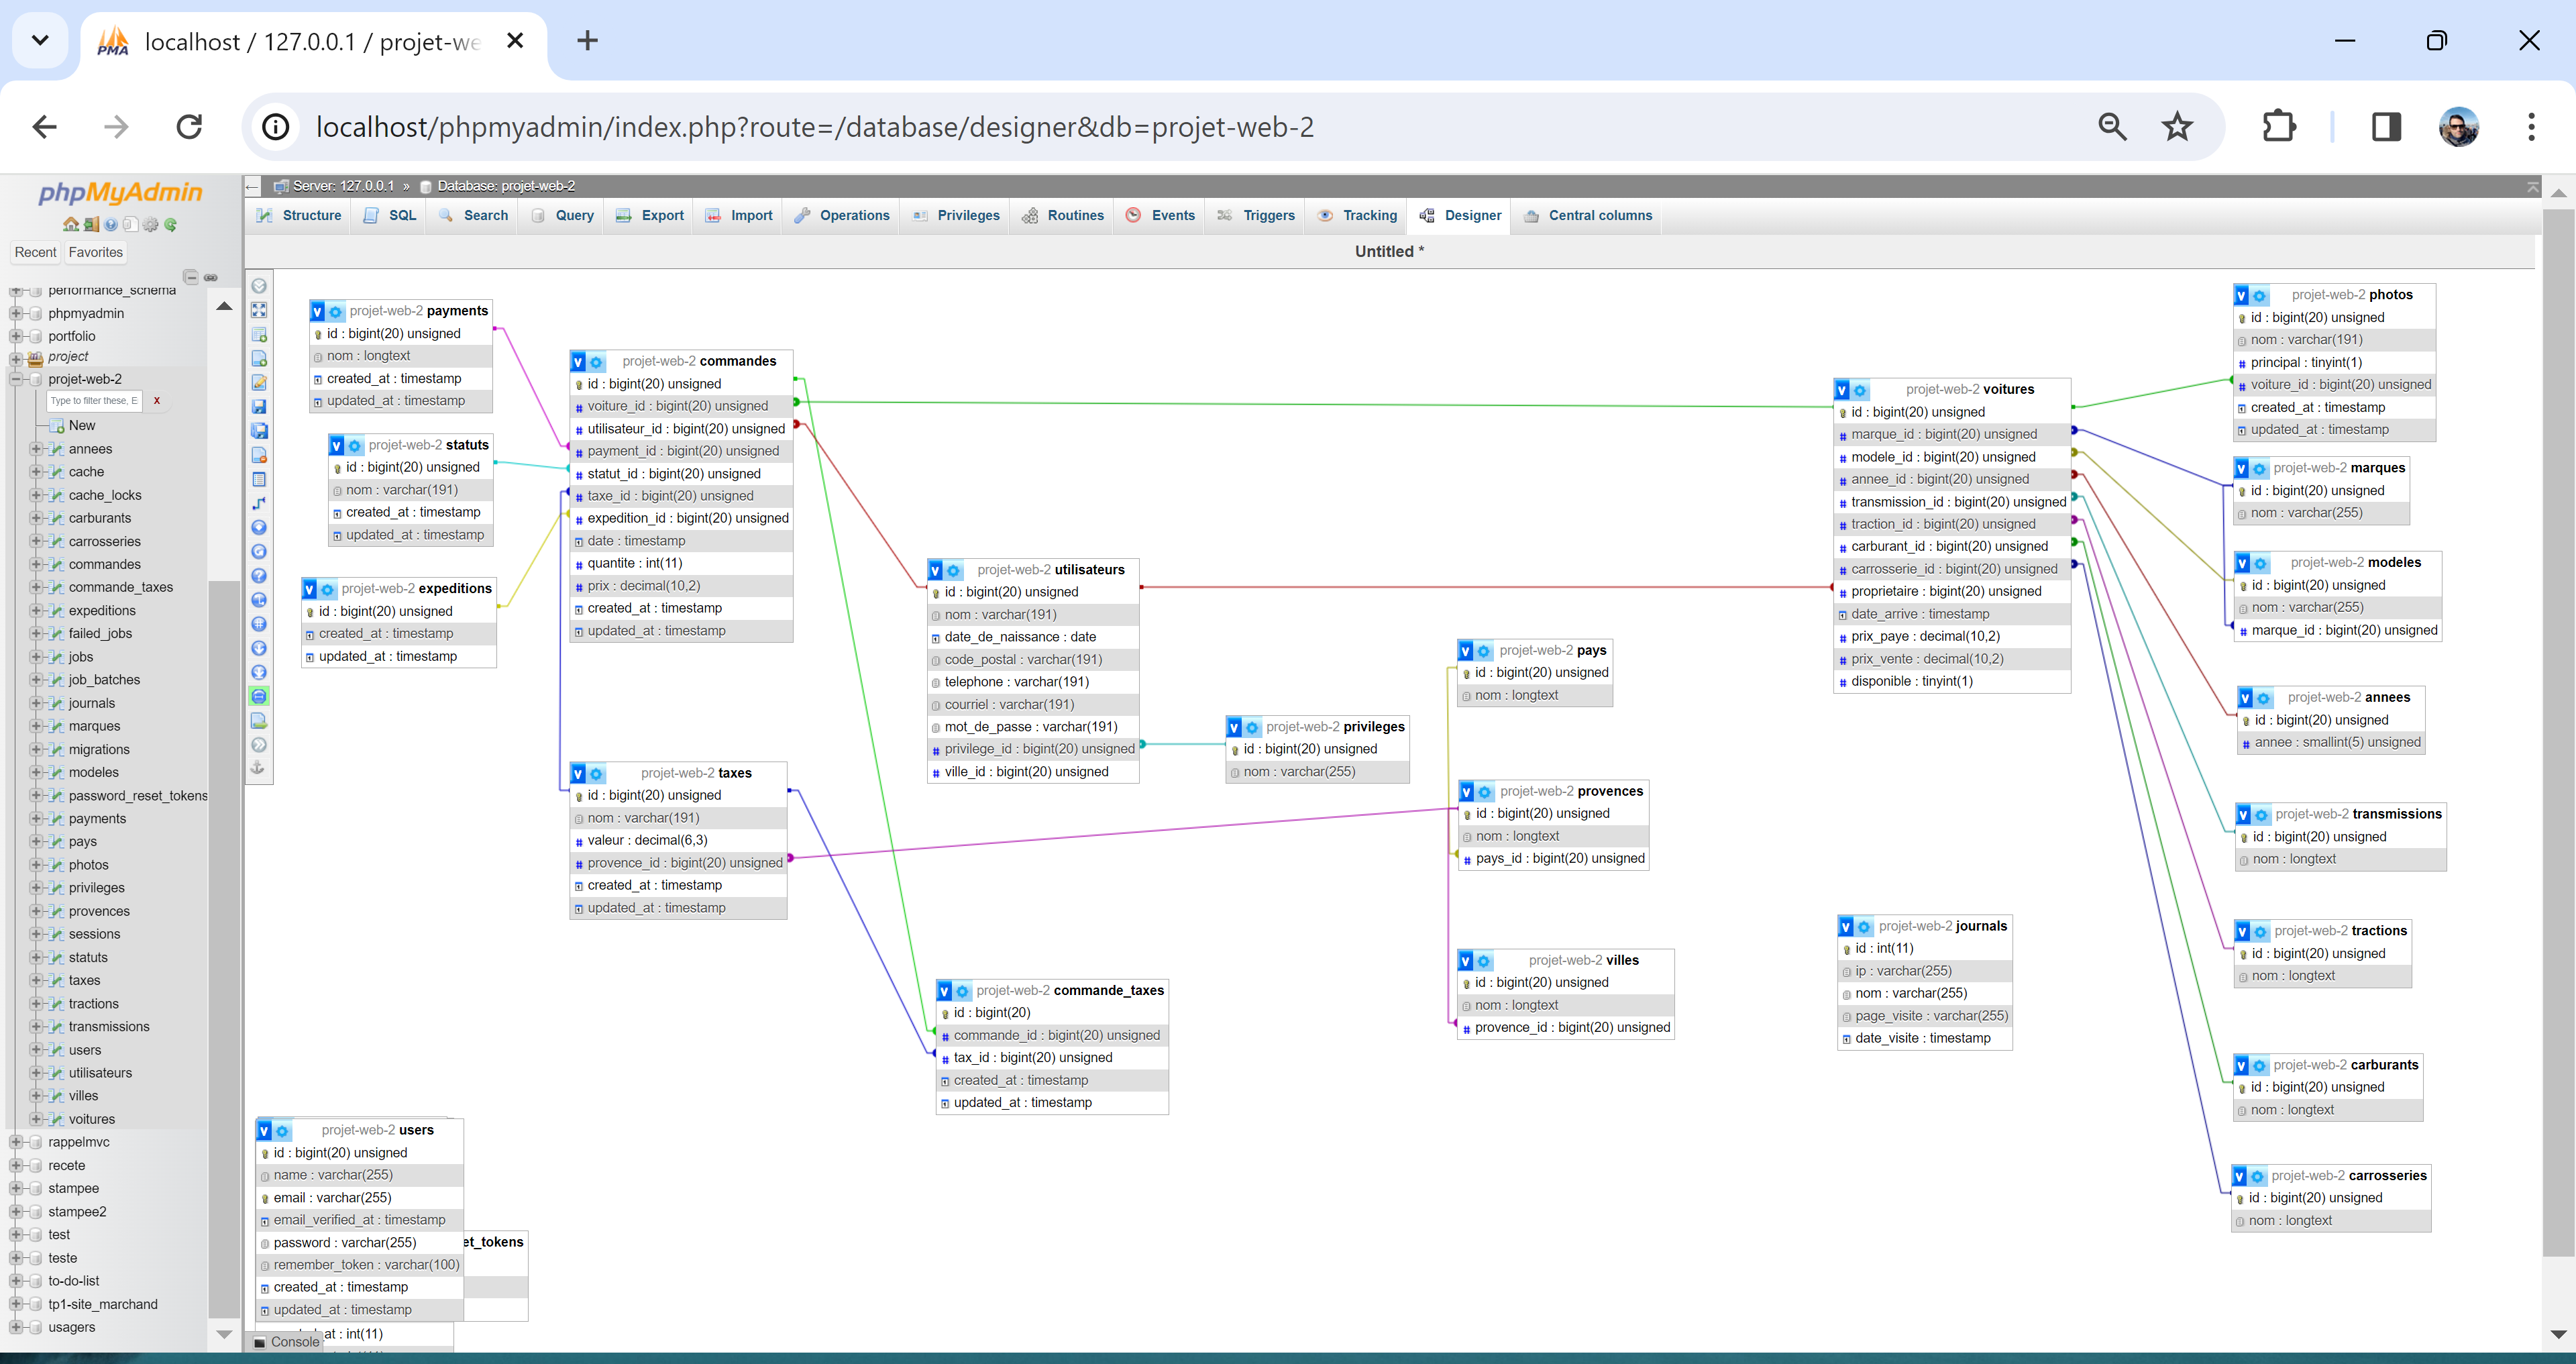 localhost / 127.0.0.1 / projet-we
localhost/phpmyadmin/index.php?route=/database/designer&db=projet-web-2
phpMyAdmin
Recent
Favorites
performance_schema
phpmyadmin
portfolio
project
projet-web-2
Type to filter these, E
X
New
annees
cache
cache_locks
carburants
carrosseries
commandes
commande_taxes
expeditions
failed_jobs
jobs
job_batches
journals
marques
migrations
modeles
password_reset_tokens
payments
pays
photos
privileges
provences
sessions
statuts
taxes
tractions
transmissions
users
utilisateurs
villes
voitures
rappelmvc
recete
stampee
stampee2
test
teste
to-do-list
tp1-site_marchand
usagers
Server: 127.0.0.1 » Database: projet-web-2
Structure SQL Search Query Export Import Operations Privileges Routines Events Triggers Tracking Designer Central columns
Untitled *
projet-web-2 payments
id : bigint(20) unsigned
nom : longtext
created_at : timestamp
updated_at : timestamp
projet-web-2 statuts
id : bigint(20) unsigned
nom : varchar(191)
created_at : timestamp
updated_at : timestamp
projet-web-2 expeditions
id : bigint(20) unsigned
created_at : timestamp
updated_at : timestamp
projet-web-2 commandes
id : bigint(20) unsigned
voiture_id : bigint(20) unsigned
utilisateur_id : bigint(20) unsigned
payment_id : bigint(20) unsigned
statut_id : bigint(20) unsigned
taxe_id : bigint(20) unsigned
expedition_id : bigint(20) unsigned
date : timestamp
quantite : int(11)
prix : decimal(10,2)
created_at : timestamp
updated_at : timestamp
projet-web-2 taxes
id : bigint(20) unsigned
nom : varchar(191)
valeur : decimal(6,3)
provence_id : bigint(20) unsigned
created_at : timestamp
updated_at : timestamp
projet-web-2 utilisateurs
id : bigint(20) unsigned
nom : varchar(191)
date_de_naissance : date
code_postal : varchar(191)
telephone : varchar(191)
courriel : varchar(191)
mot_de_passe : varchar(191)
privilege_id : bigint(20) unsigned
ville_id : bigint(20) unsigned
projet-web-2 privileges
id : bigint(20) unsigned
nom : varchar(255)
projet-web-2 commande_taxes
id : bigint(20)
commande_id : bigint(20) unsigned
tax_id : bigint(20) unsigned
created_at : timestamp
updated_at : timestamp
projet-web-2 pays
id : bigint(20) unsigned
nom : longtext
projet-web-2 provences
id : bigint(20) unsigned
nom : longtext
pays_id : bigint(20) unsigned
projet-web-2 villes
id : bigint(20) unsigned
nom : longtext
provence_id : bigint(20) unsigned
projet-web-2 voitures
id : bigint(20) unsigned
marque_id : bigint(20) unsigned
modele_id : bigint(20) unsigned
annee_id : bigint(20) unsigned
transmission_id : bigint(20) unsigned
traction_id : bigint(20) unsigned
carburant_id : bigint(20) unsigned
carrosserie_id : bigint(20) unsigned
proprietaire : bigint(20) unsigned
date_arrive : timestamp
prix_paye : decimal(10,2)
prix_vente : decimal(10,2)
disponible : tinyint(1)
projet-web-2 journals
id : int(11)
ip : varchar(255)
nom : varchar(255)
page_visite : varchar(255)
date_visite : timestamp
projet-web-2 photos
id : bigint(20) unsigned
nom : varchar(191)
principal : tinyint(1)
voiture_id : bigint(20) unsigned
created_at : timestamp
updated_at : timestamp
projet-web-2 marques
id : bigint(20) unsigned
nom : varchar(255)
projet-web-2 modeles
id : bigint(20) unsigned
nom : varchar(255)
marque_id : bigint(20) unsigned
projet-web-2 annees
id : bigint(20) unsigned
annee : smallint(5) unsigned
projet-web-2 transmissions
id : bigint(20) unsigned
nom : longtext
projet-web-2 tractions
id : bigint(20) unsigned
nom : longtext
projet-web-2 carburants
id : bigint(20) unsigned
nom : longtext
projet-web-2 carrosseries
id : bigint(20) unsigned
nom : longtext
projet-web-2 users
id : bigint(20) unsigned
name : varchar(255)
email : varchar(255)
email_verified_at : timestamp
password : varchar(255)
remember_token : varchar(100)
created_at : timestamp
updated_at : timestamp
et_tokens
at : int(11)
Console